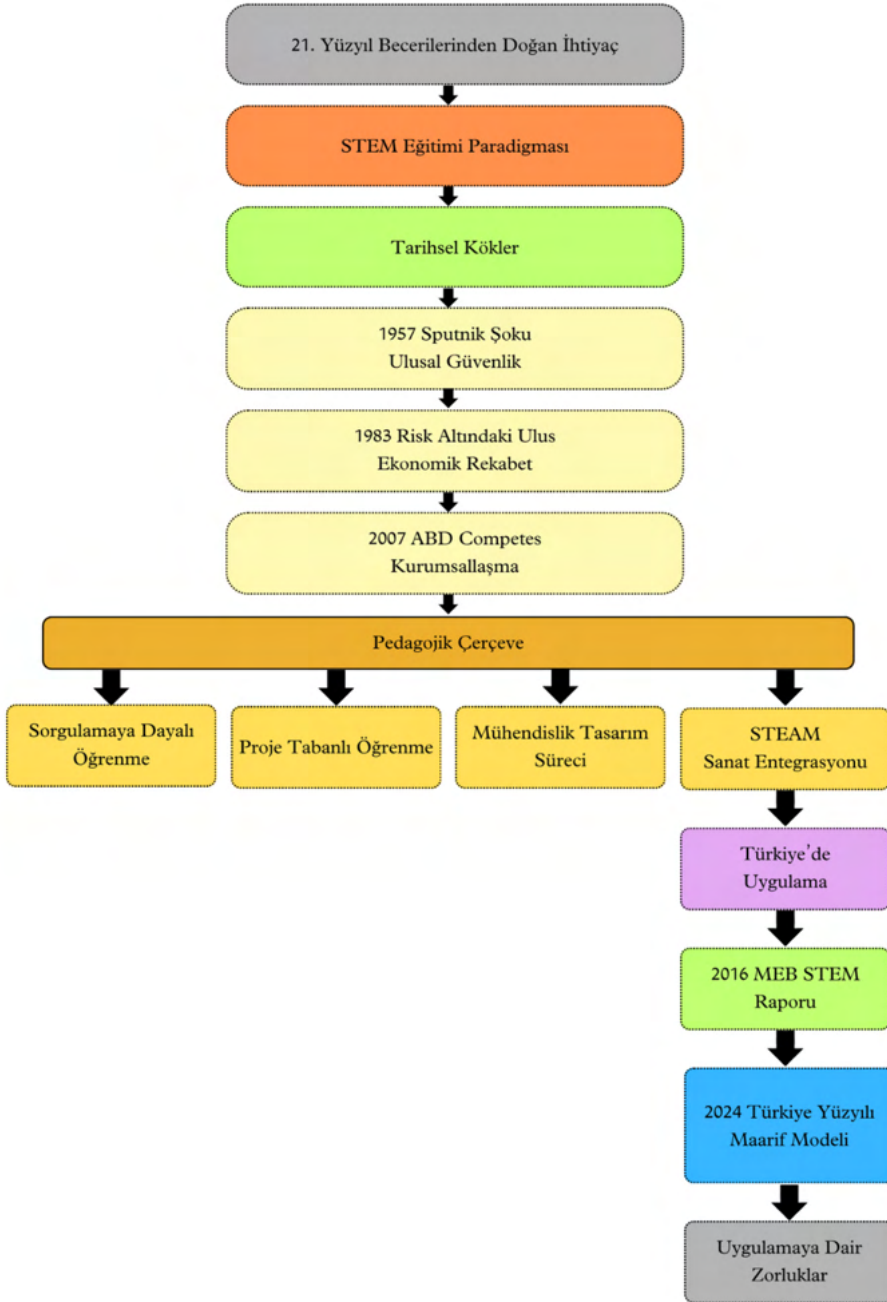 21. Yüzyıl Becerilerinden Doğan İhtiyaç
STEM Eğitimi Paradigması
Tarihsel Kökler
1957 Sputnik Şoku
Ulusal Güvenlik
1983 Risk Altındaki Ulus
Ekonomik Rekabet
2007 ABD Competes
Kurumsallaşma
Pedagojik Çerçeve
Sorgulamaya Dayalı
Öğrenme
Proje Tabanlı Öğrenme
Mühendislik Tasarım
Süreci
STEAM
Sanat Entegrasyonu
Türkiye'de
Uygulama
2016 MEB STEM
Raporu
2024 Türkiye Yüzyılı
Maarif Modeli
Uygulamaya Dair
Zorluklar